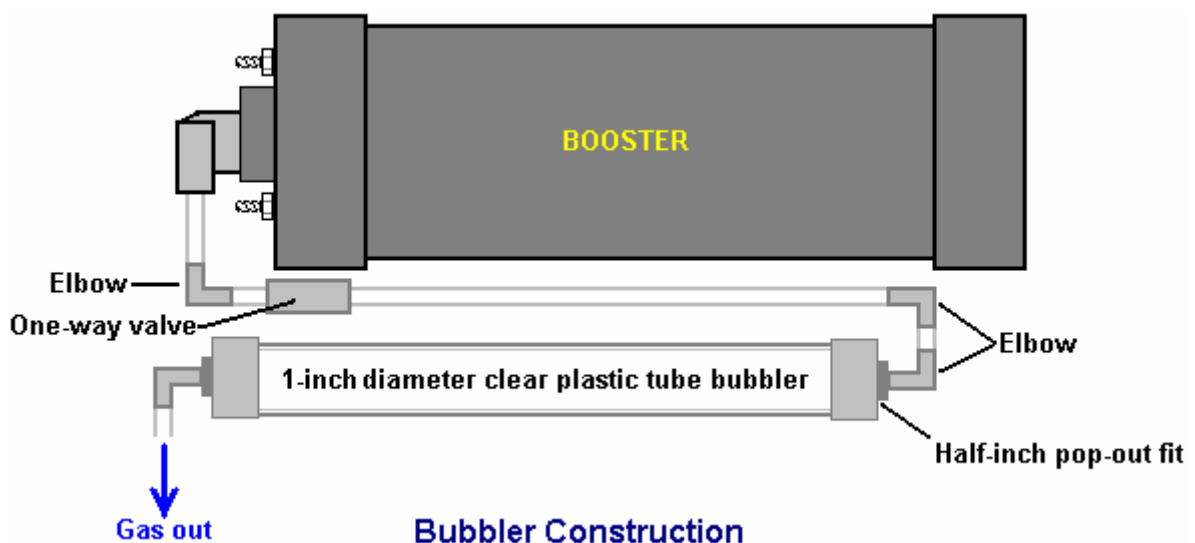 BOOSTER
Elbow
One-way valve
Elbow
1-inch diameter clear plastic tube bubbler
Half-inch pop-out fit
Gas out
Bubbler Construction